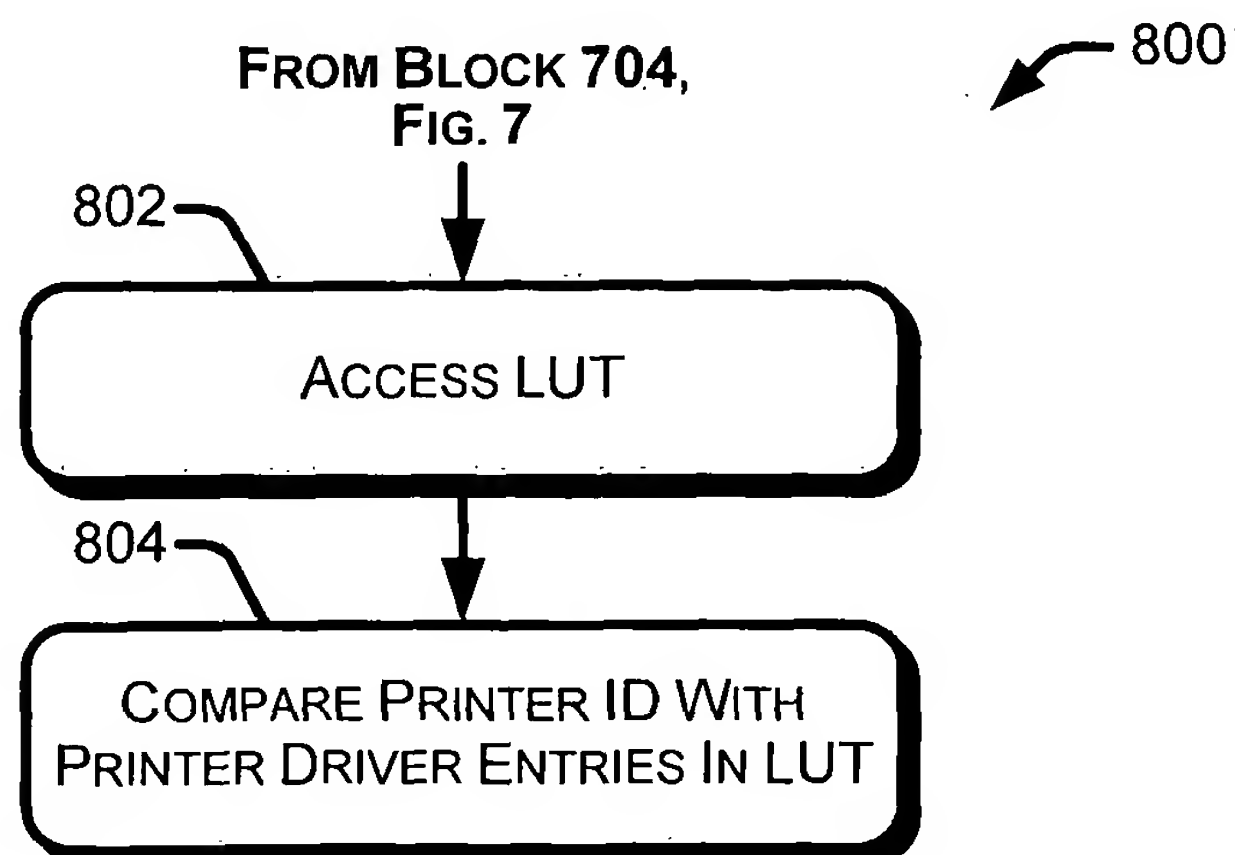 FROM BLOCK 704,
FIG. 7
800
802
ACCESS LUT
804
COMPARE PRINTER ID WITH
PRINTER DRIVER ENTRIES IN LUT